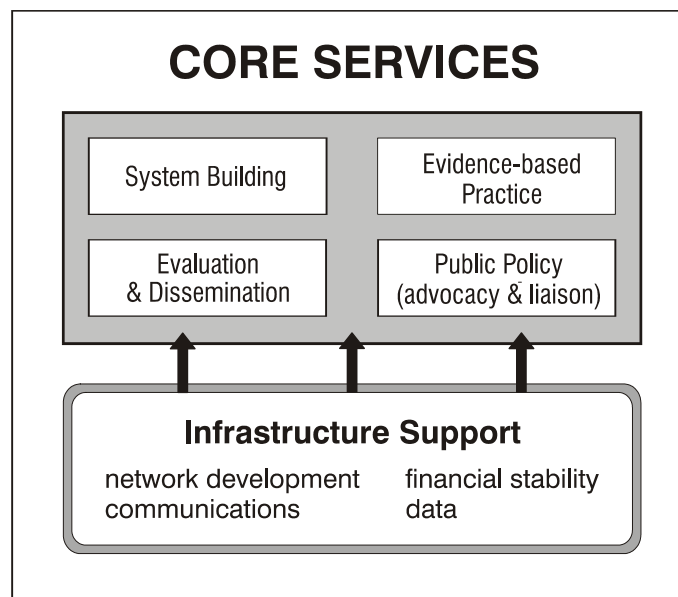 CORE SERVICES
System Building
Evidence-based
Practice
Evaluation
& Dissemination
Public Policy
(advocacy & liaison)
Infrastructure Support
network development
communications
financial stability
data